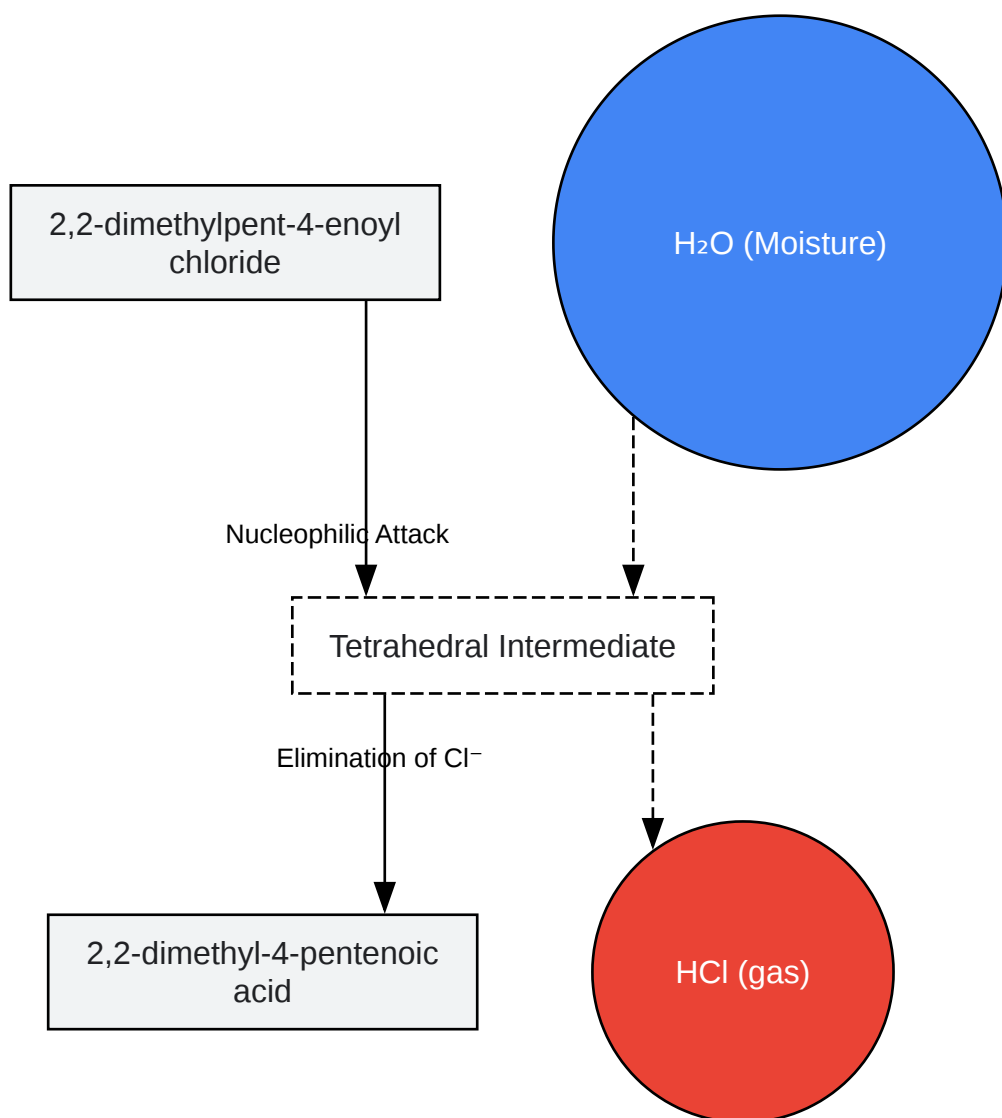 2,2-dimethylpent-4-enoyl
chloride
H₂O (Moisture)
Nucleophilic Attack
Tetrahedral Intermediate
Elimination of Cl⁻
2,2-dimethyl-4-pentenoic
acid
HCl (gas)